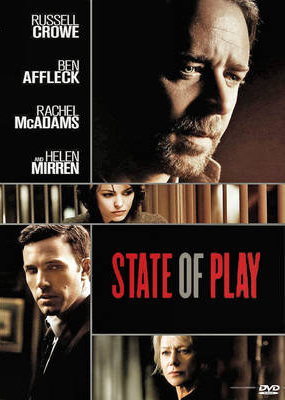 RUSSELL
CROWE
BEN
AFFLECK
RACHEL
McADAMS
AND HELEN
MIRREN
STATE OF PLAY
DVD